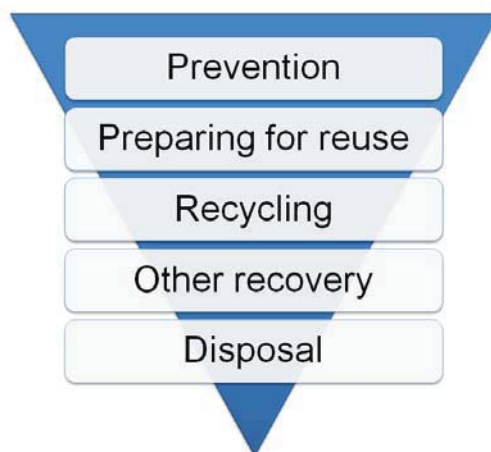 Prevention
Preparing for reuse
Recycling
Other recovery
Disposal